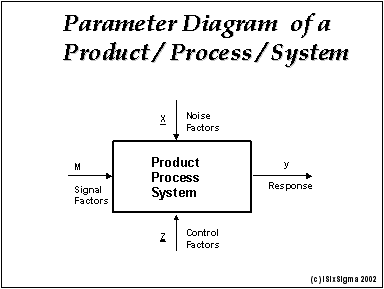 Parameter Diagram of a
Product / Process / System
X
Noise
Factors
M
Signal
Factors
Product
Process
System
y
Response
Z
Control
Factors
(c) iSixSigma 2002